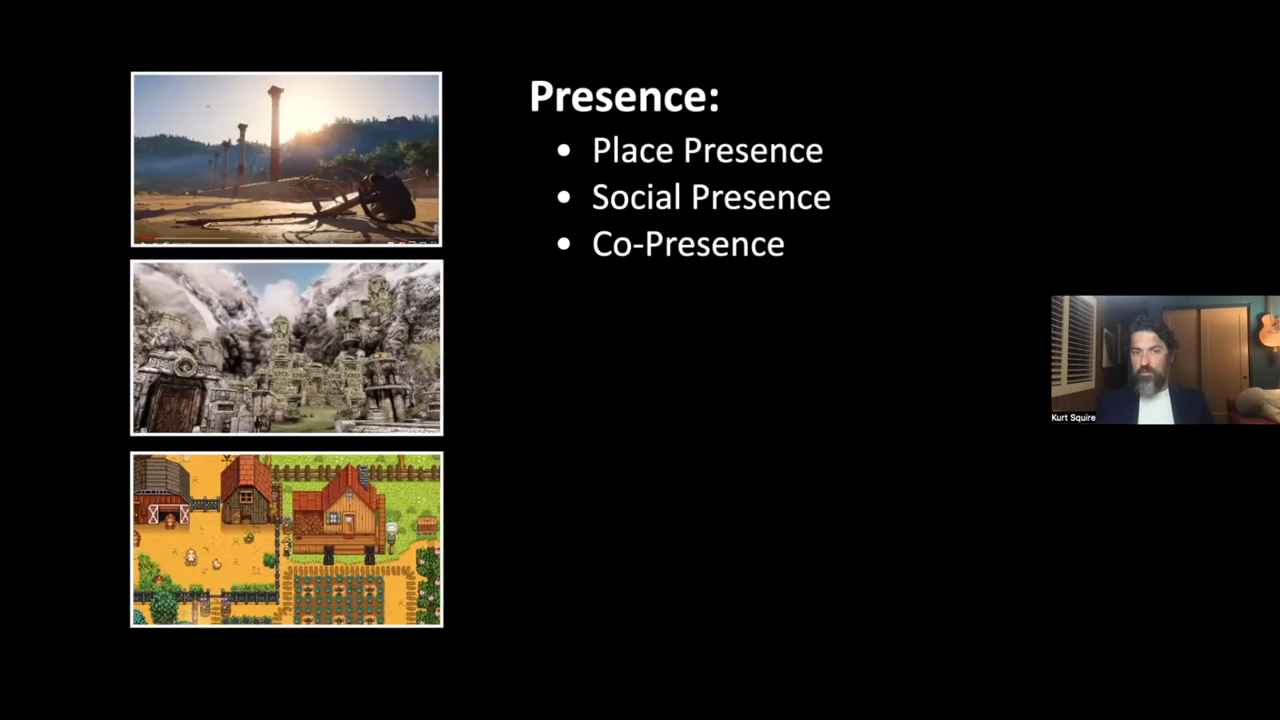 Presence:
• Place Presence
• Social Presence
• Co-Presence
Kurt Squire